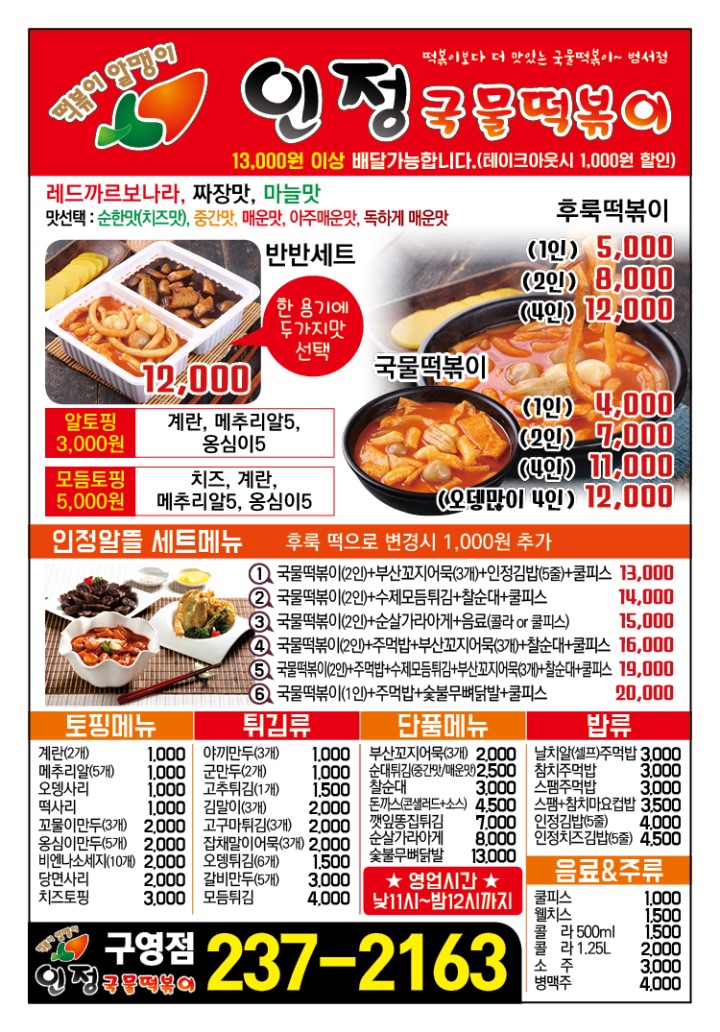 떡볶이 알맹이
떡볶이보다 더 맛있는 국물떡볶이~ 범서점
인정 국물떡볶이
13,000원 이상 배달가능합니다.(테이크아웃시 1,000원 할인)
레드까르보나라, 짜장맛, 마늘맛
맛선택 : 순한맛(치즈맛), 중간맛, 매운맛, 아주매운맛, 독하게 매운맛
반반세트
한 용기에
두가지맛
선택
12,000
후룩떡볶이
(1인) 5,000
(2인) 8,000
(4인) 12,000
국물떡볶이
(1인) 4,000
(2인) 7,000
(4인) 11,000
(오뎅많이 4인) 12,000
알토핑
3,000원
계란, 메추리알5,
옹심이5
모듬토핑
5,000원
치즈, 계란,
메추리알5, 옹심이5
인정알뜰 세트메뉴 후룩 떡으로 변경시 1,000원 추가
① 국물떡볶이(2인)+부산꼬지어묵(3개)+인정김밥(5줄)+쿨피스 13,000
② 국물떡볶이(2인)+수제모듬튀김+찰순대+쿨피스 14,000
③ 국물떡볶이(2인)+순살가라아게+음료(콜라 or 쿨피스) 15,000
④ 국물떡볶이(2인)+주먹밥+부산꼬지어묵(3개)+찰순대+쿨피스 16,000
⑤ 국물떡볶이(2인)+주먹밥+수제모듬튀김+부산꼬지어묵(3개)+찰순대+쿨피스 19,000
⑥ 국물떡볶이(1인)+주먹밥+숯불무뼈닭발+쿨피스 20,000
토핑메뉴
계란(2개) 1,000
메추리알(5개) 1,000
오뎅사리 1,000
떡사리 1,000
꼬물이만두(3개) 2,000
옹심이만두(5개) 2,000
비엔나소세지(10개) 2,000
당면사리 2,000
치즈토핑 3,000
튀김류
야끼만두(3개) 1,000
군만두(2개) 1,000
고추튀김(1개) 1,500
김말이(3개) 2,000
고구마튀김(3개) 2,000
잡채말이어묵(3개) 2,000
오뎅튀김(6개) 1,500
갈비만두(5개) 3,000
모듬튀김 4,000
단품메뉴
부산꼬지어묵(3개) 2,000
순대튀김(중간맛/매운맛) 2,500
찰순대 3,000
돈까스(콘샐러드+소스) 4,500
깻잎똥집튀김 7,000
순살가라아게 8,000
숯불무뼈닭발 13,000
★ 영업시간 ★
낮11시~밤12시까지
밥류
날치알(셀프)주먹밥 3,000
참치주먹밥 3,000
스팸주먹밥 3,000
스팸+참치마요컵밥 3,500
인정김밥(5줄) 4,000
인정치즈김밥(5줄) 4,500
음료&주류
쿨피스 1,000
웰치스 1,500
콜 라 500ml 1,500
콜 라 1.25L 2,000
소 주 3,000
병맥주 4,000
떡볶이 알맹이
인정 국물떡볶이
구영점 237-2163